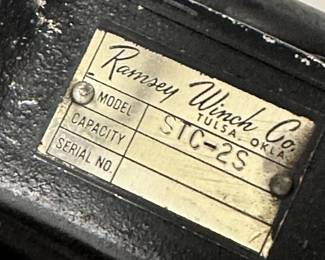 Ramsey Winch Co.
TULSA, OKLA.
MODEL STC-2S
CAPACITY
SERIAL NO.